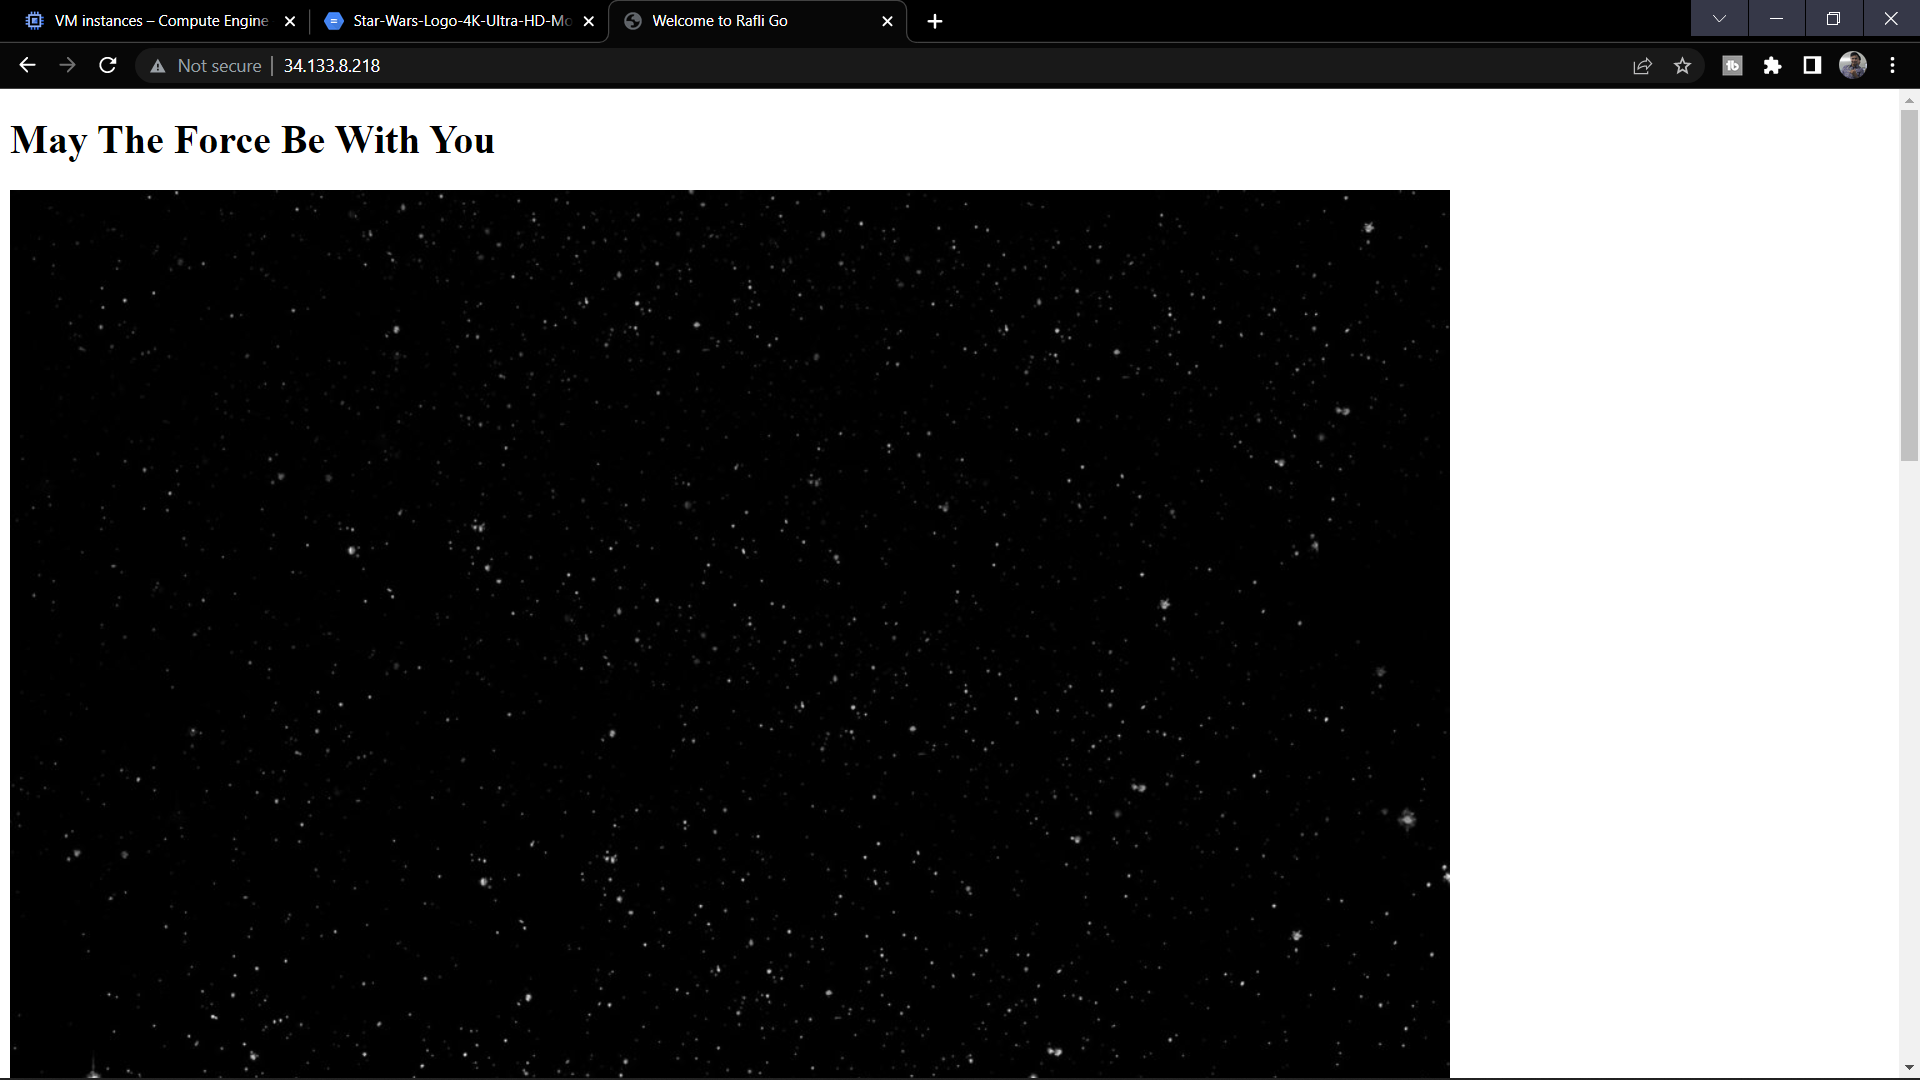 VM instances – Compute Engine
Star-Wars-Logo-4K-Ultra-HD-Mo
Welcome to Rafli Go
Not secure
34.133.8.218
May The Force Be With You